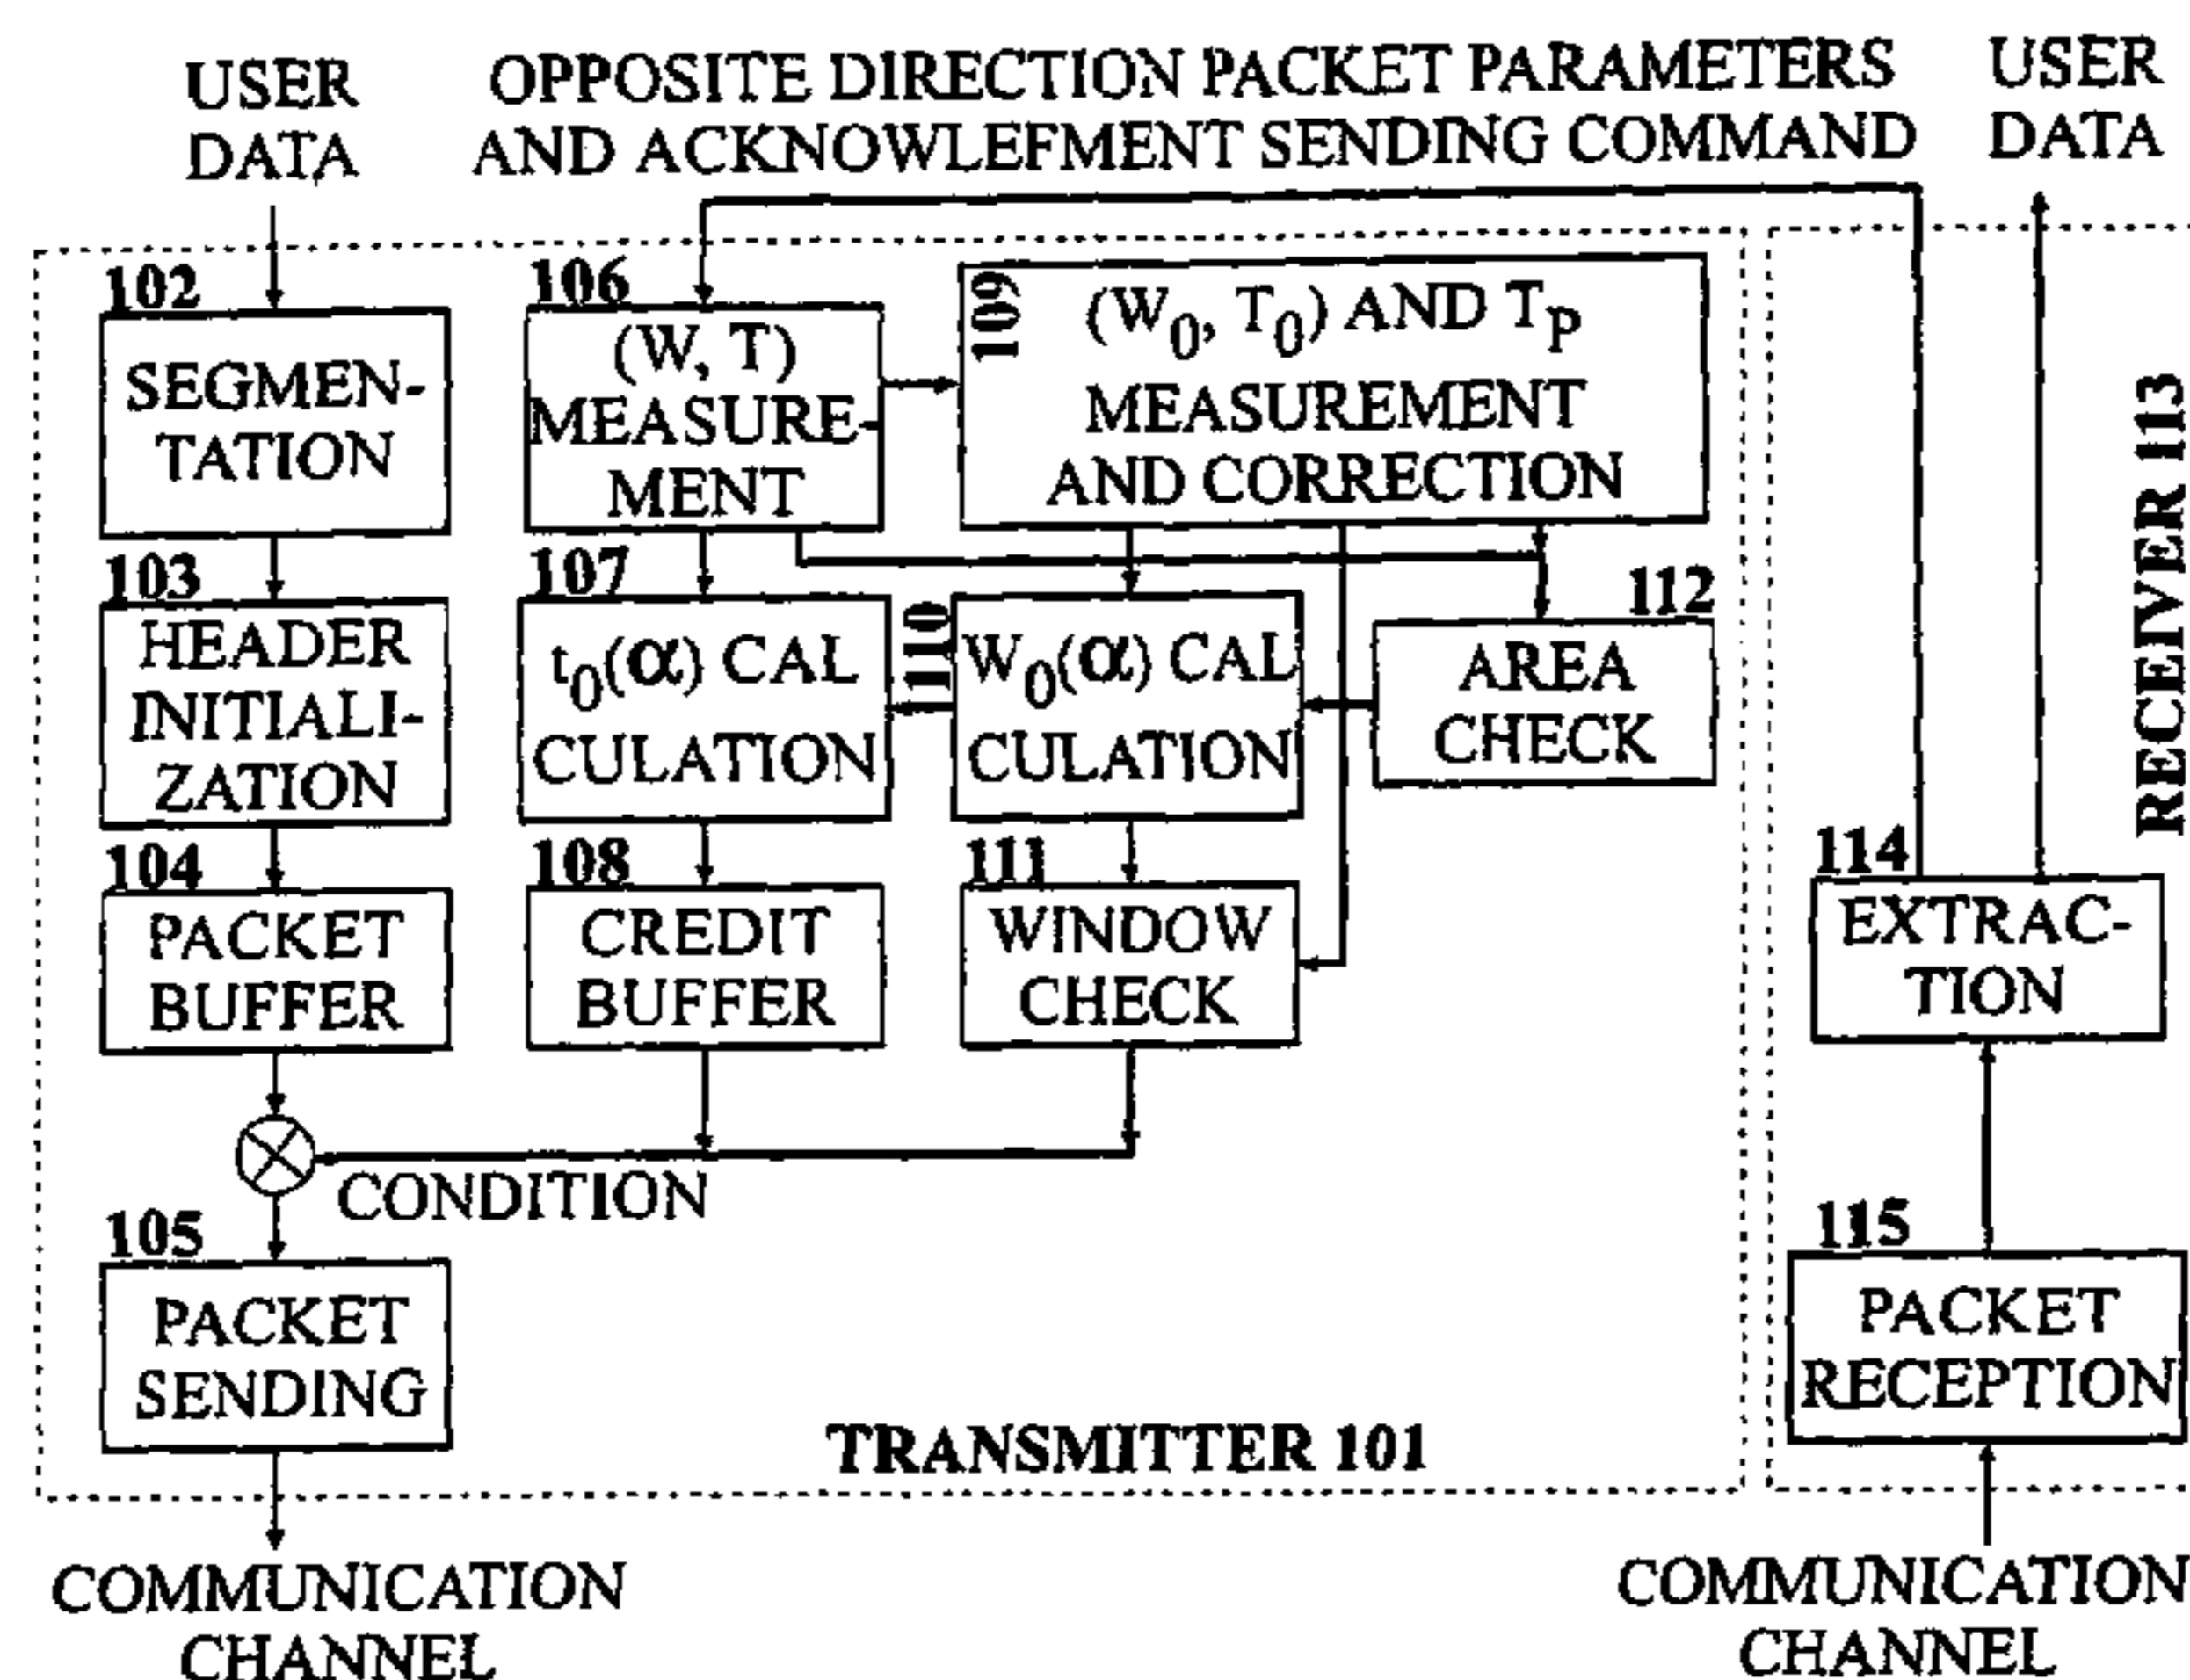 USER
DATA
OPPOSITE DIRECTION PACKET PARAMETERS
AND ACKNOWLEFMENT SENDING COMMAND
USER
DATA
102
SEGMEN-
TATION
103
HEADER
INITIALI-
ZATION
104
PACKET
BUFFER
CONDITION
105
PACKET
SENDING
COMMUNICATION
CHANNEL
106
(W, T)
MEASURE-
MENT
107
t0(α) CAL
CULATION
108
CREDIT
BUFFER
109
(W0, T0) AND TP
MEASUREMENT
AND CORRECTION
110
W0(α) CAL
CULATION
111
WINDOW
CHECK
112
AREA
CHECK
TRANSMITTER 101
RECEIVER 113
114
EXTRAC-
TION
115
PACKET
RECEPTION
COMMUNICATION
CHANNEL